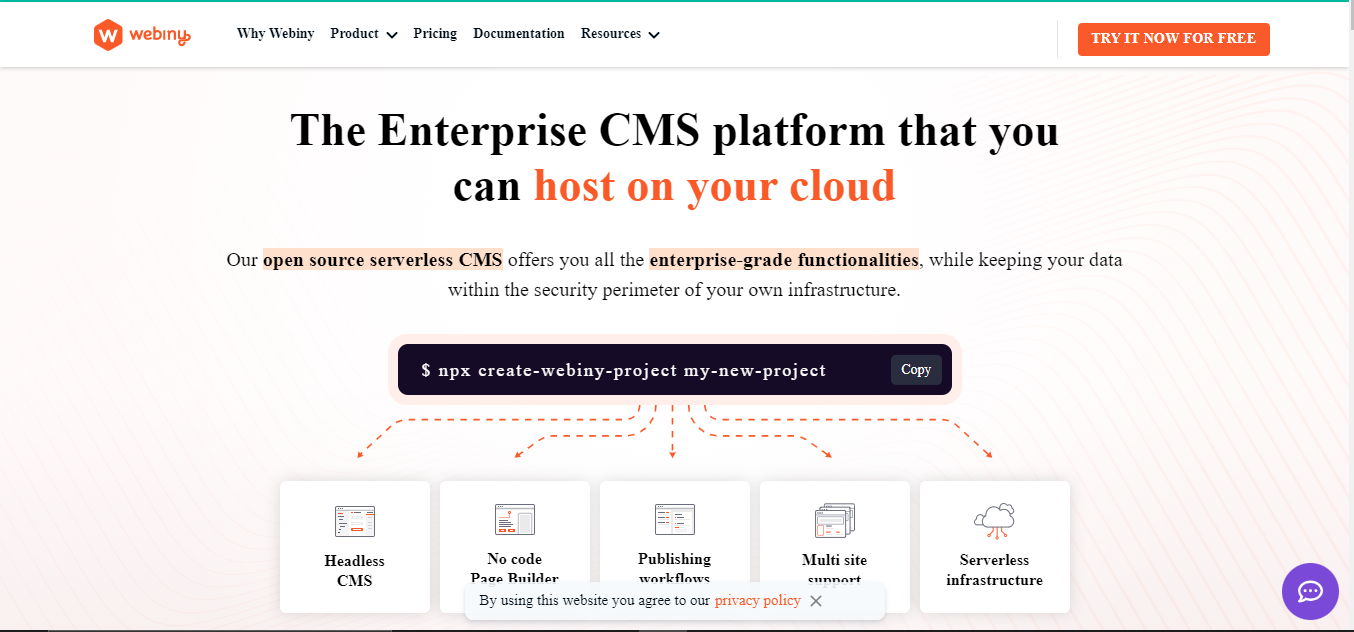 W webiny Why Webiny Product Pricing Documentation Resources TRY IT NOW FOR FREE
The Enterprise CMS platform that you
can host on your cloud
Our open source serverless CMS offers you all the enterprise-grade functionalities, while keeping your data
within the security perimeter of your own infrastructure.
$ npx create-webiny-project my-new-project Copy
Headless
CMS
No code
Page Builder
Publishing
workflows
Multi site
support
Serverless
infrastructure
By using this website you agree to our privacy policy